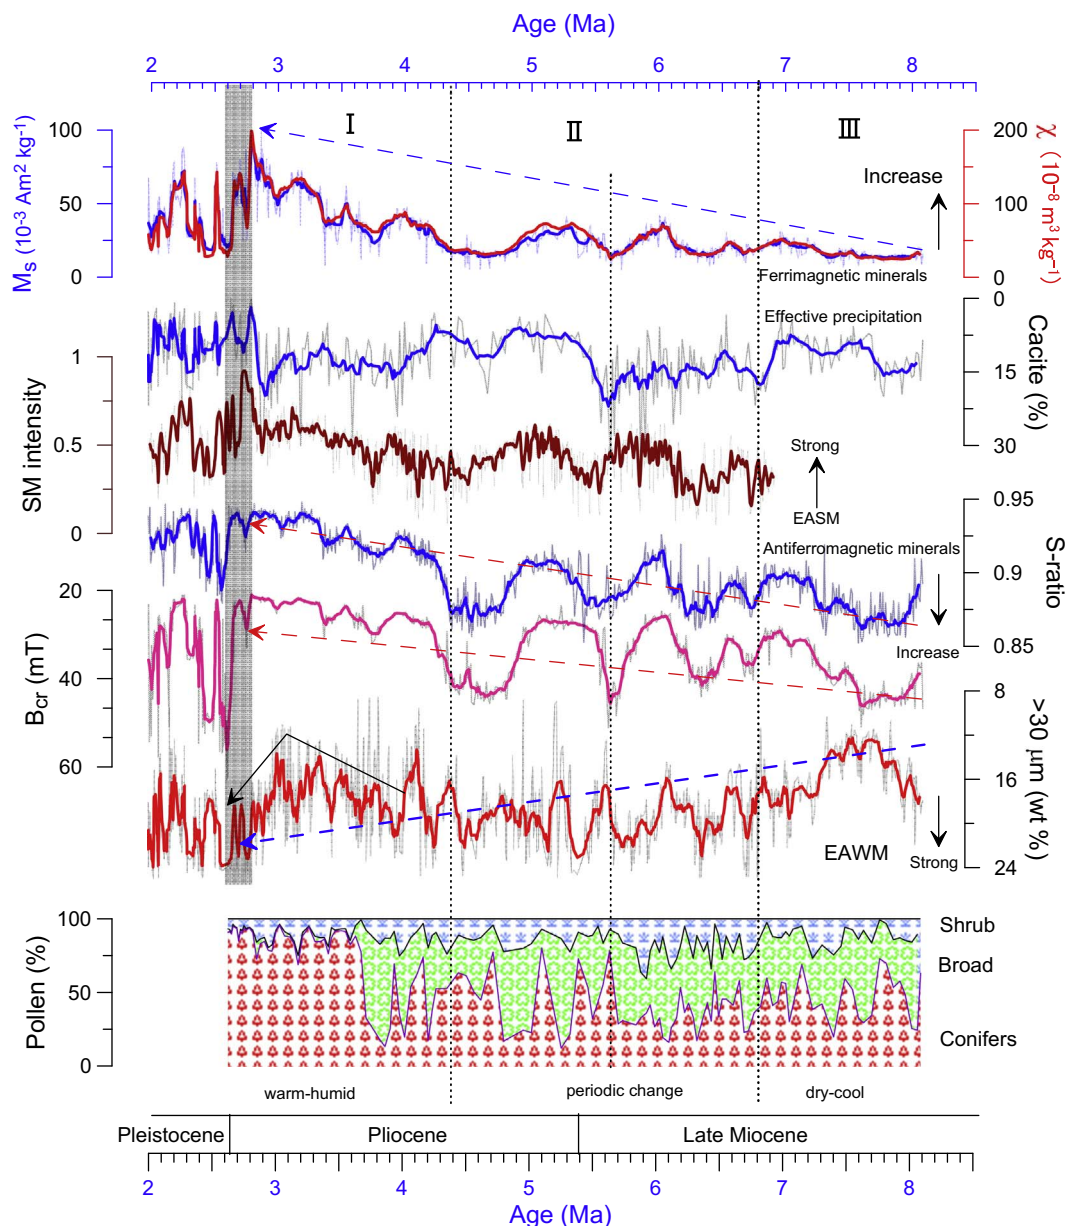 Age (Ma)
2 3 4 5 6 7 8
I II III
100 50 0
Ms (10-3 Am2 kg-1)
200 100 0
χ (10-8 m3 kg-1)
Increase
Ferrimagnetic minerals
Effective precipitation
0 15 30
Cacite (%)
1 0.5 0
SM intensity
Strong
EASM
0.95 0.9 0.85
S-ratio
Antiferromagnetic minerals
Increase
20 40 60
Bcr (mT)
8 16 24
>30 μm (wt %)
EAWM
Strong
100 50 0
Pollen (%)
Shrub
Broad
Conifers
warm-humid periodic change dry-cool
Pleistocene Pliocene Late Miocene
2 3 4 5 6 7 8
Age (Ma)